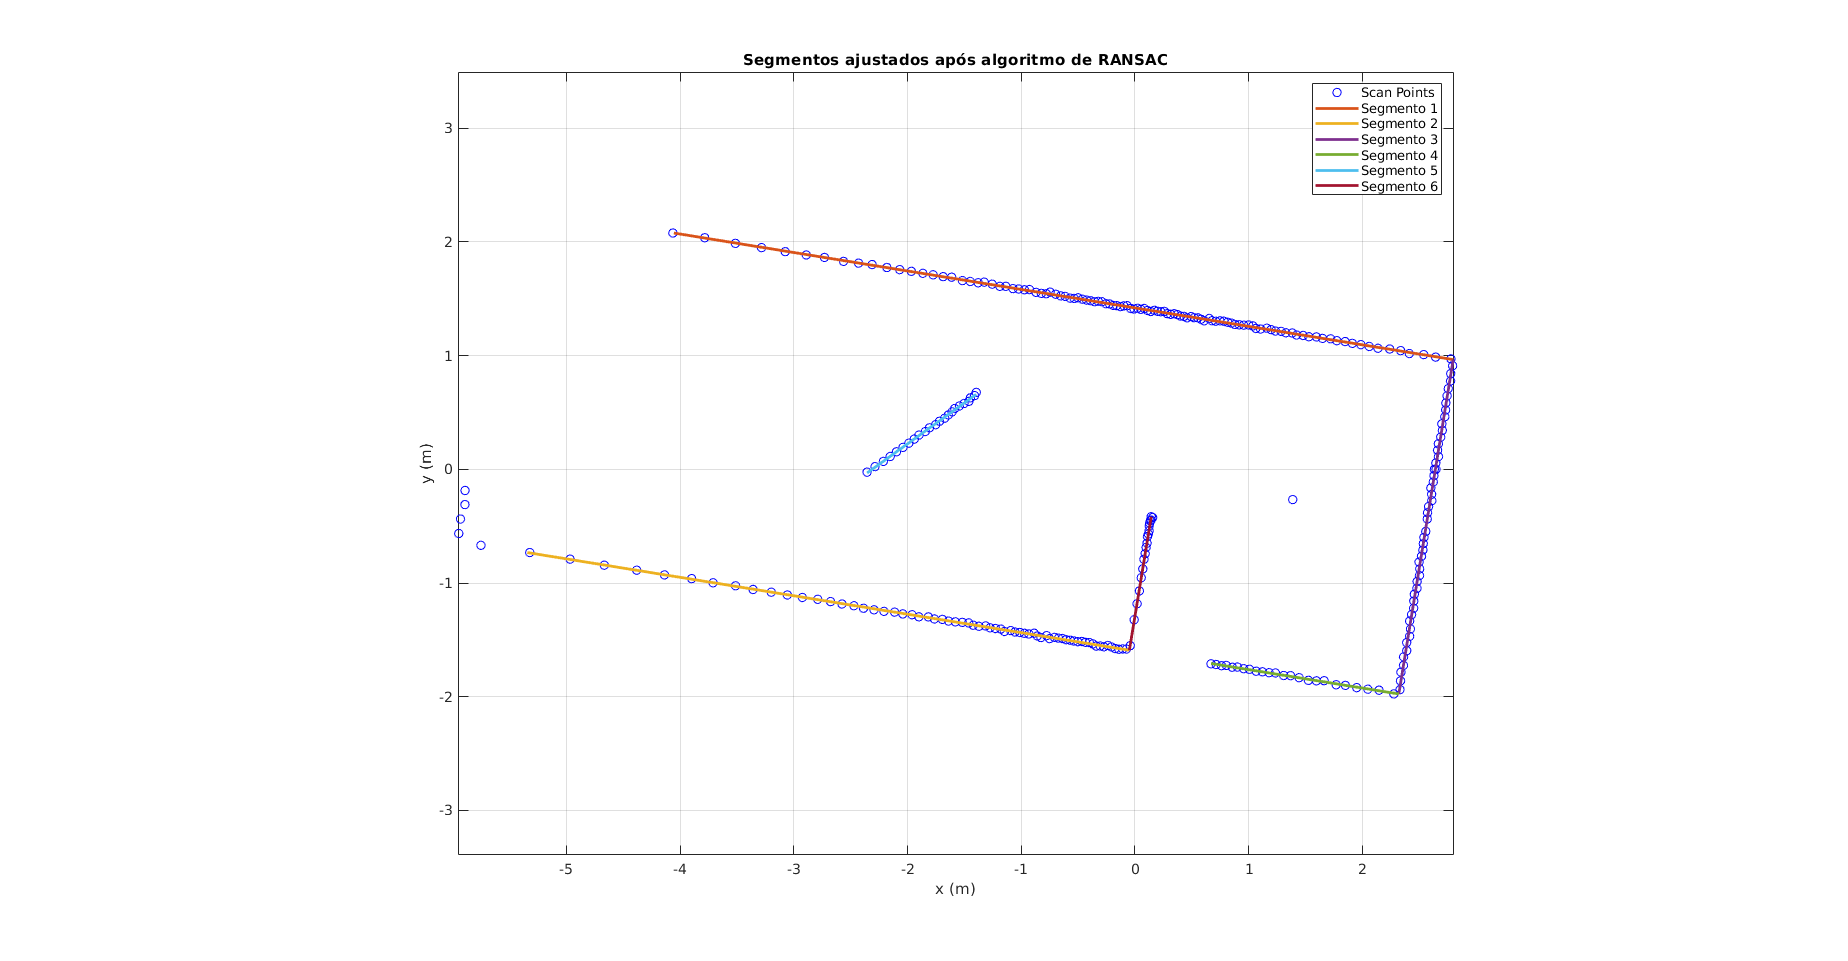 Segmentos ajustados após algoritmo de RANSAC
Scan Points
Segmento 1
Segmento 2
Segmento 3
Segmento 4
Segmento 5
Segmento 6
3
2
1
0
-1
-2
-3
y (m)
-5 -4 -3 -2 -1 0 1 2
x (m)